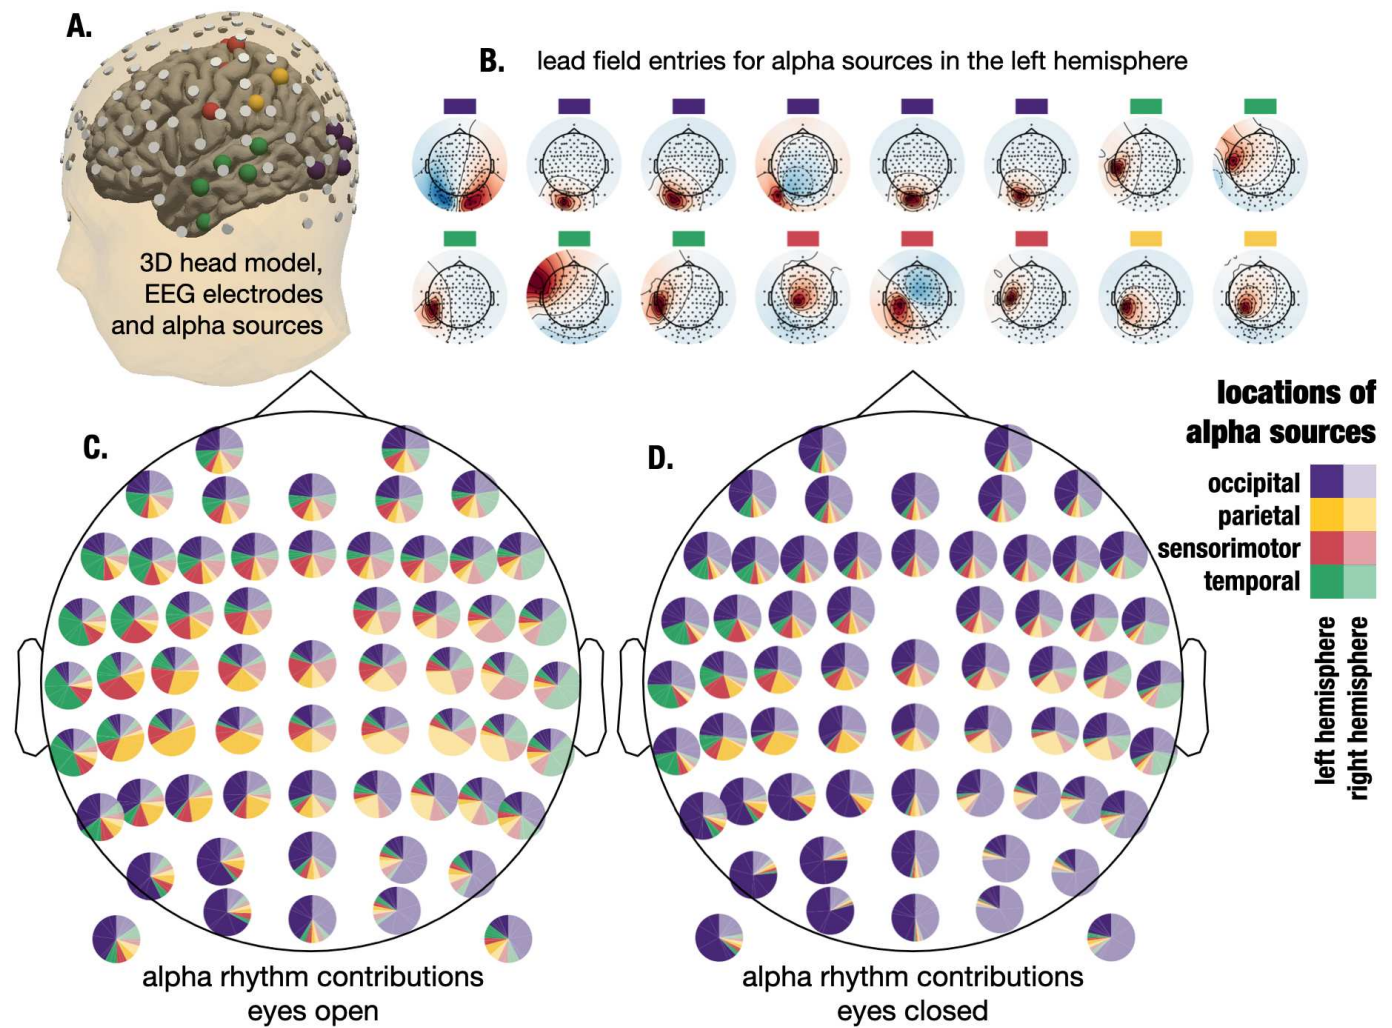 A.
3D head model,
EEG electrodes
and alpha sources
B. lead field entries for alpha sources in the left hemisphere
C.
alpha rhythm contributions
eyes open
D.
alpha rhythm contributions
eyes closed
locations of
alpha sources
occipital
parietal
sensorimotor
temporal
left hemisphere
right hemisphere